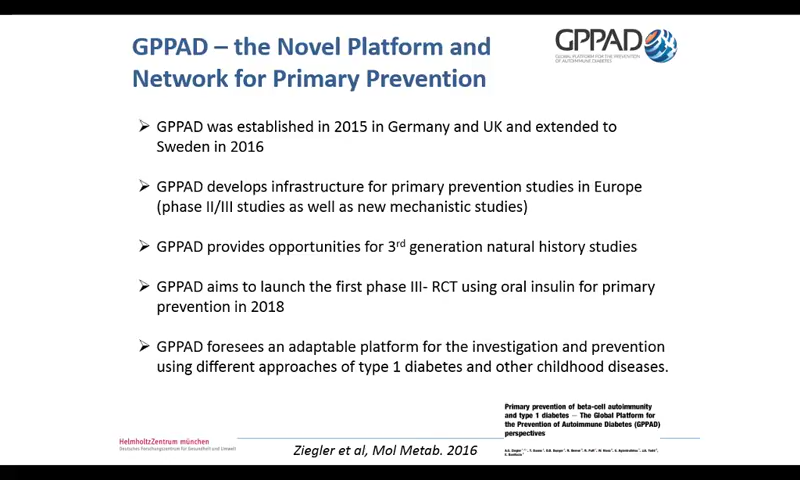 GPPAD – the Novel Platform and
Network for Primary Prevention
GPPAD
GLOBAL PLATFORM FOR THE PREVENTION
OF AUTOIMMUNE DIABETES
➢ GPPAD was established in 2015 in Germany and UK and extended to
Sweden in 2016
➢ GPPAD develops infrastructure for primary prevention studies in Europe
(phase II/III studies as well as new mechanistic studies)
➢ GPPAD provides opportunities for 3rd generation natural history studies
➢ GPPAD aims to launch the first phase III- RCT using oral insulin for primary
prevention in 2018
➢ GPPAD foresees an adaptable platform for the investigation and prevention
using different approaches of type 1 diabetes and other childhood diseases.
Primary prevention of beta-cell autoimmunity
and type 1 diabetes – The Global Platform for
the Prevention of Autoimmune Diabetes (GPPAD)
perspectives
HelmholtzZentrum münchen
Deutsches Forschungszentrum für Gesundheit und Umwelt
Ziegler et al, Mol Metab. 2016